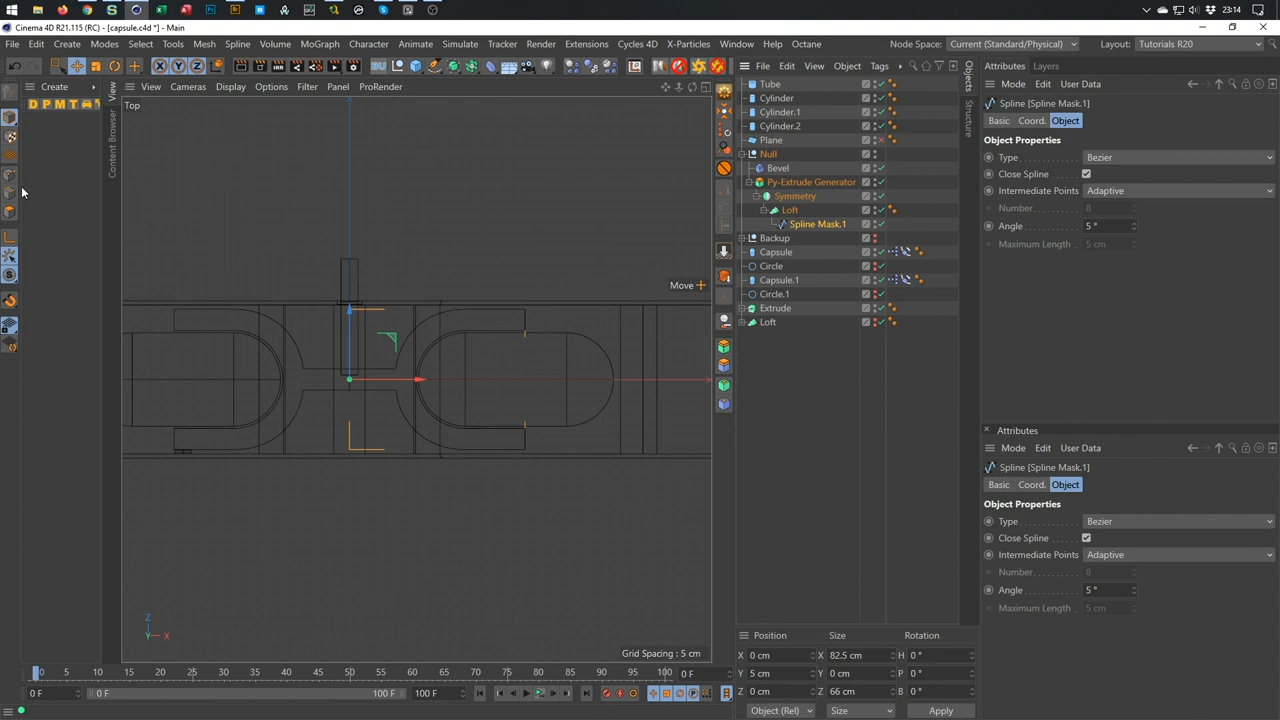 23:14
Cinema 4D R21.115 (RC) - [capsule.c4d *] - Main
File Edit Create Modes Select Tools Mesh Spline Volume MoGraph Character Animate Simulate Tracker Render Extensions Cycles 4D X-Particles Window Help Octane Node Space: Current (Standard/Physical) Layout: Tutorials R20
Create
View Cameras Display Options Filter Panel ProRender
File Edit View Object Tags
Attributes Layers
Mode Edit User Data
D P M T
View
Content Browser
Top
Objects
Structure
Tube
Cylinder
Cylinder.1
Cylinder.2
Plane
Null
Bevel
Py-Extrude Generator
Symmetry
Loft
Spline Mask.1
Backup
Capsule
Circle
Capsule.1
Circle.1
Extrude
Loft
Spline [Spline Mask.1]
Basic Coord. Object
Object Properties
Type Bezier
Close Spline
Intermediate Points Adaptive
Number 8
Angle 5 °
Maximum Length 5 cm
Move
Attributes
Mode Edit User Data
Spline [Spline Mask.1]
Basic Coord. Object
Object Properties
Type Bezier
Close Spline
Intermediate Points Adaptive
Number 8
Angle 5 °
Maximum Length 5 cm
Z
Y X
Grid Spacing : 5 cm
Position Size Rotation
X 0 cm X 82.5 cm H 0 °
Y 5 cm Y 0 cm P 0 °
Z 0 cm Z 66 cm B 0 °
Object (Rel) Size Apply
0 5 10 15 20 25 30 35 40 45 50 55 60 65 70 75 80 85 90 95 100 0 F
0 F 0 F 100 F 100 F